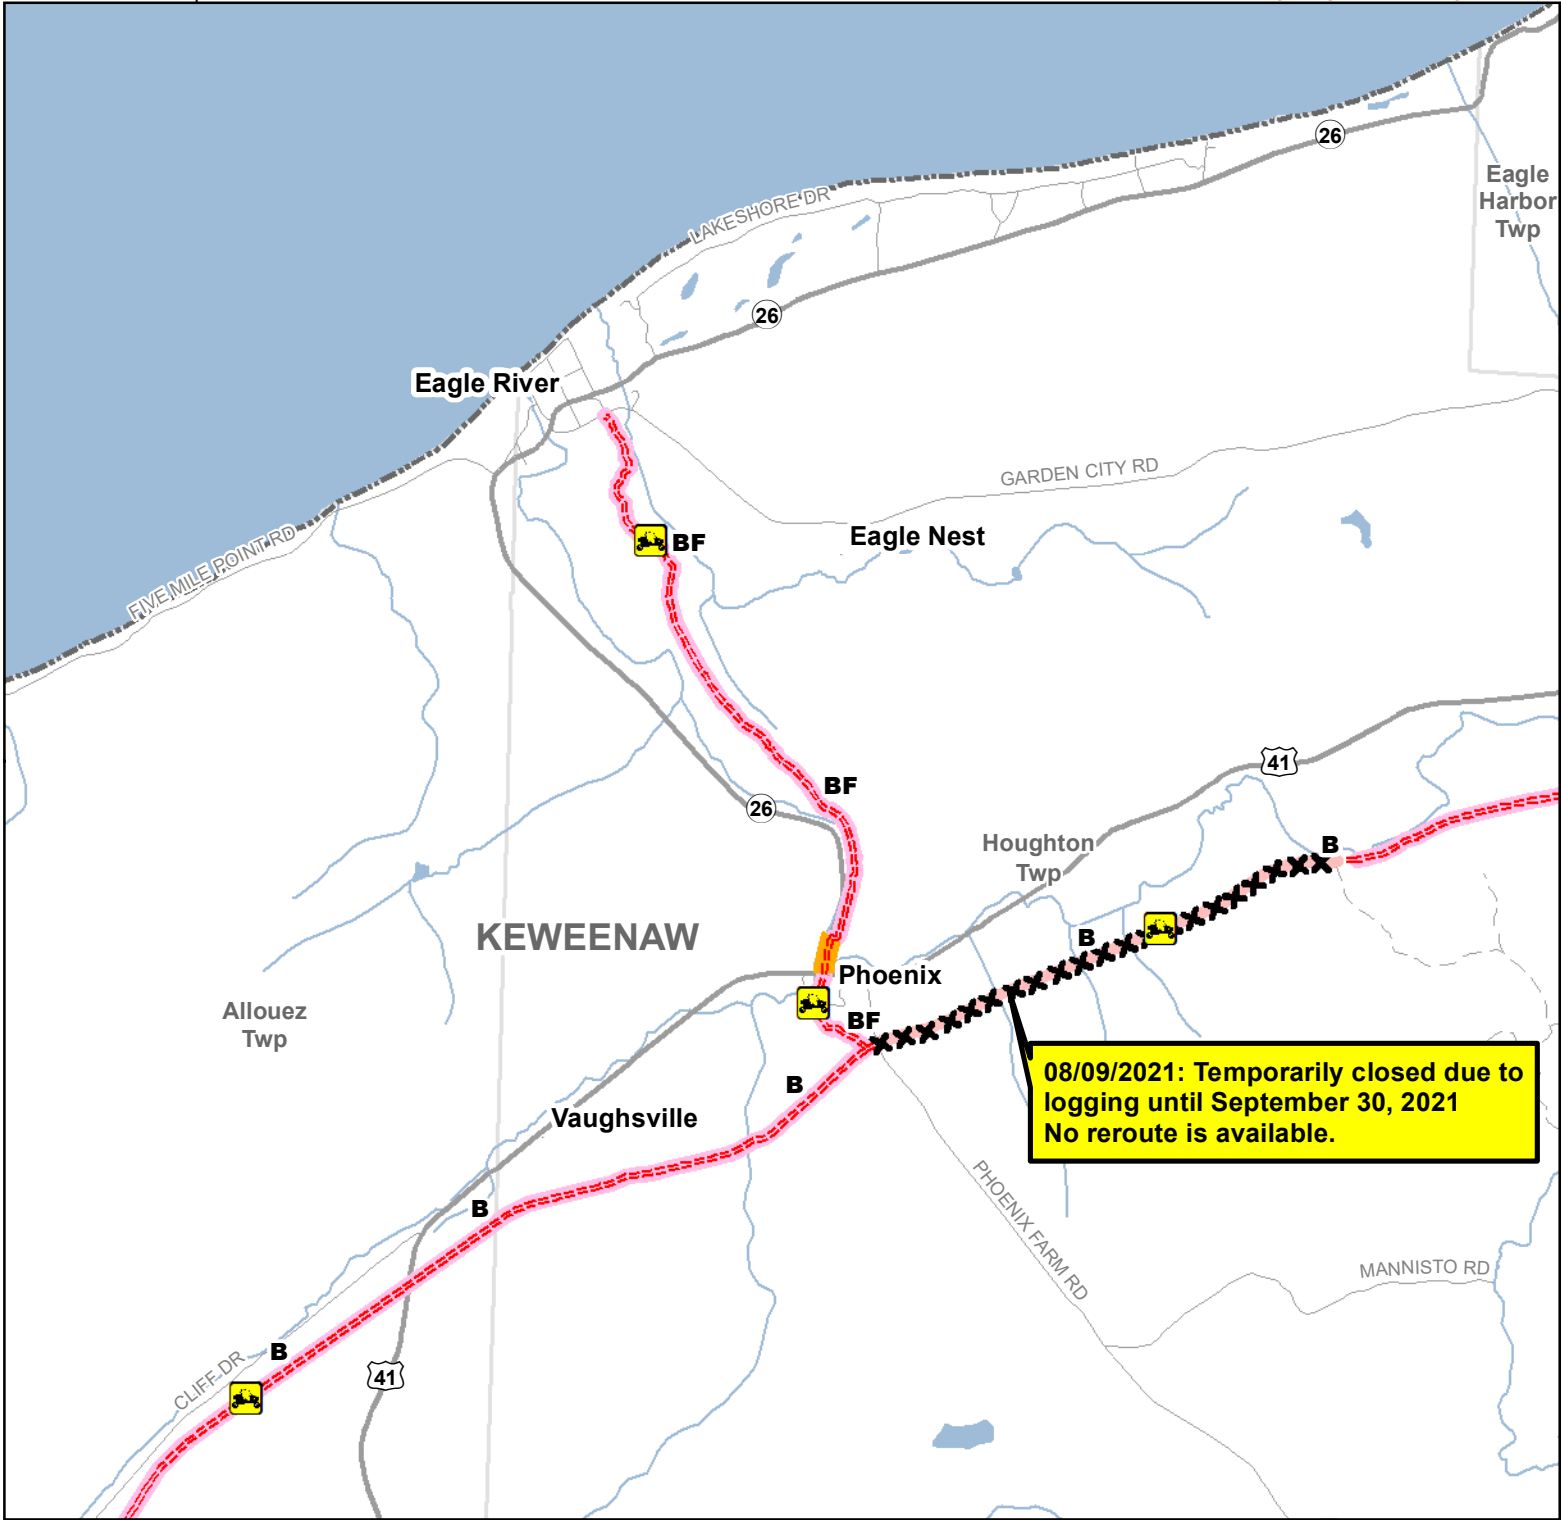 26
Eagle
Harbor
Twp
LAKESHORE DR
26
Eagle River
GARDEN CITY RD
Eagle Nest
BF
FIVE MILE POINT RD
41
BF
26
Houghton
Twp
B
KEWEENAW
B
Phoenix
Allouez
Twp
BF
08/09/2021: Temporarily closed due to
logging until September 30, 2021
No reroute is available.
B
Vaughsville
PHOENIX FARM RD
B
MANNISTO RD
B
CLIFF DR
41